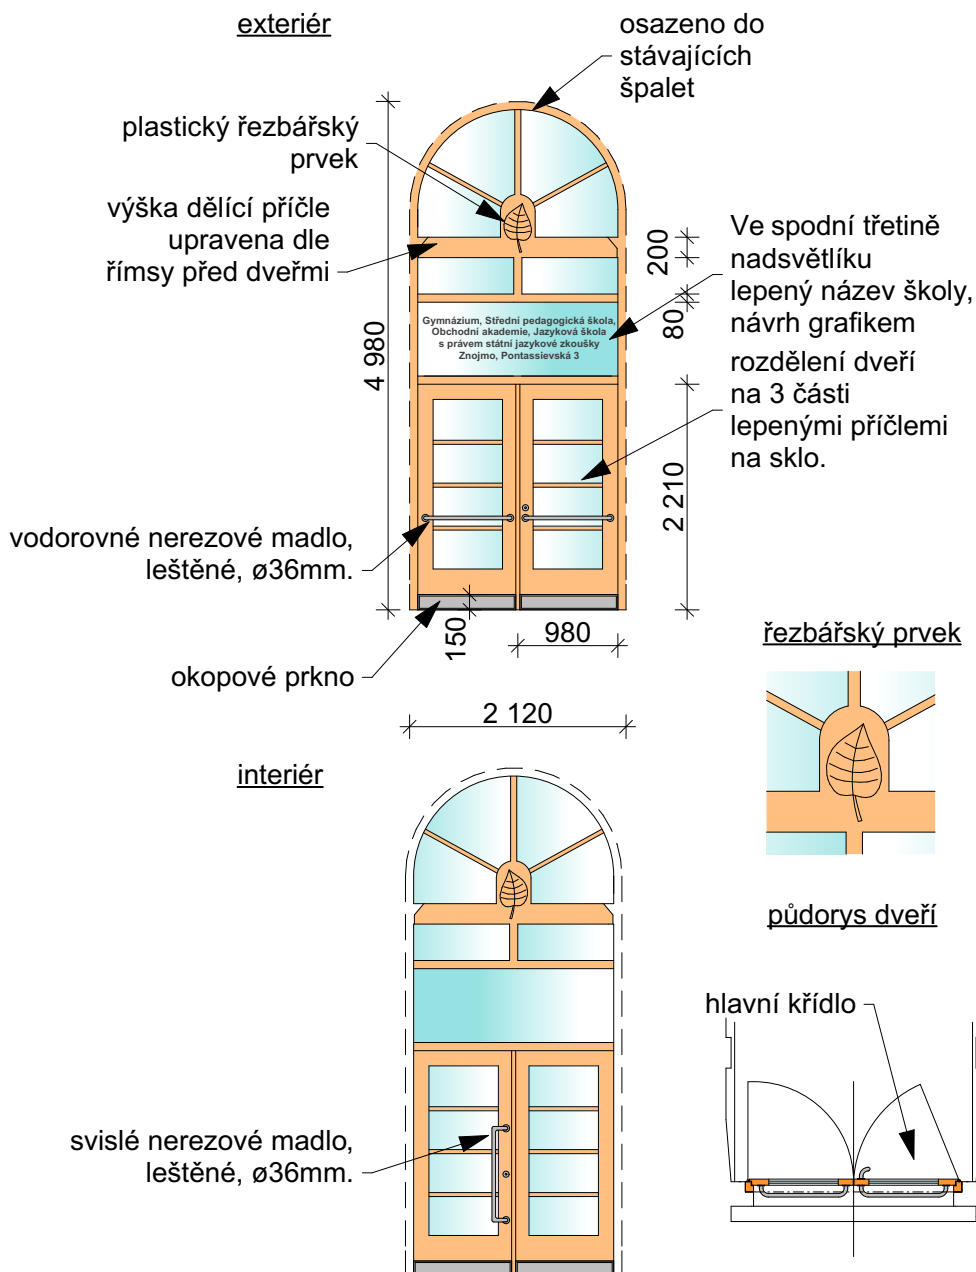 exteriér
osazeno do
stávajících
špalet
plastický řezbářský
prvek
výška dělící příčle
upravena dle
římsy před dveřmi
4 980
200
80
Ve spodní třetině
nadsvětlíku
lepený název školy,
návrh grafikem
Gymnázium, Střední pedagogická škola,
Obchodní akademie, Jazyková škola
s právem státní jazykové zkoušky
Znojmo, Pontassievská 3
rozdělení dveří
na 3 části
lepenými příčlemi
na sklo.
2 210
vodorovné nerezové madlo,
leštěné, ø36mm.
150
980
okopové prkno
řezbářský prvek
2 120
interiér
půdorys dveří
hlavní křídlo
svislé nerezové madlo,
leštěné, ø36mm.